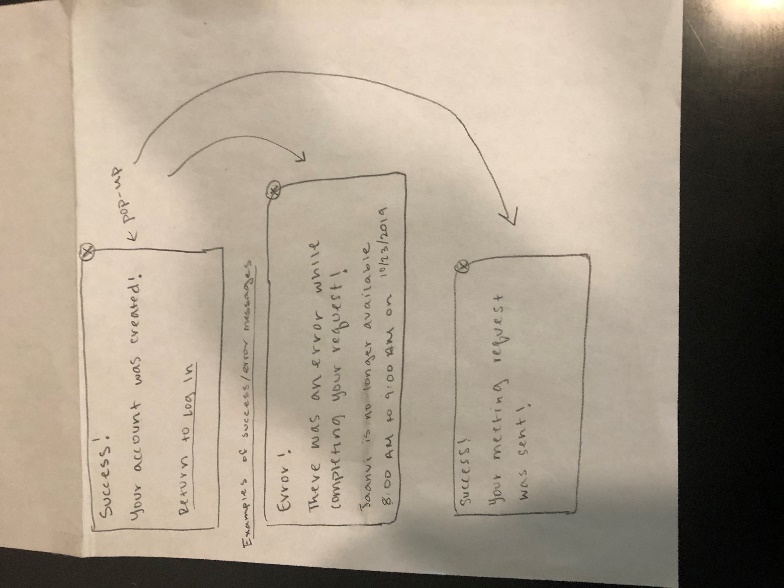 ← pop-up
Success!
Your account was created!
Return to Log In
Examples of success/error messages
Error!
There was an error while
completing your request!
Jaanvi is no longer available
8:00 AM to 9:00 AM on 10/23/2019
Success!
Your meeting request
was sent!